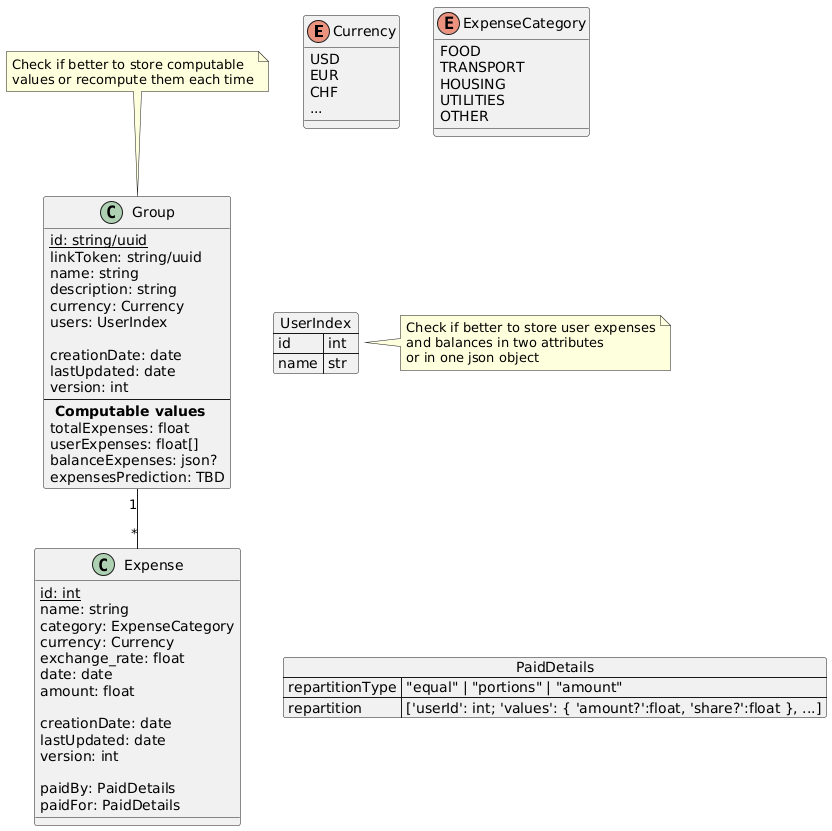 Check if better to store computable
values or recompute them each time
E Currency
USD
EUR
CHF
...
E ExpenseCategory
FOOD
TRANSPORT
HOUSING
UTILITIES
OTHER
C Group
id: string/uuid
linkToken: string/uuid
name: string
description: string
currency: Currency
users: UserIndex
creationDate: date
lastUpdated: date
version: int
Computable values
totalExpenses: float
userExpenses: float[]
balanceExpenses: json?
expensesPrediction: TBD
UserIndex
id int
name str
Check if better to store user expenses
and balances in two attributes
or in one json object
1
*
C Expense
id: int
name: string
category: ExpenseCategory
currency: Currency
exchange_rate: float
date: date
amount: float
creationDate: date
lastUpdated: date
version: int
paidBy: PaidDetails
paidFor: PaidDetails
PaidDetails
repartitionType "equal" | "portions" | "amount"
repartition ['userId': int; 'values': { 'amount?':float, 'share?':float }, ...]